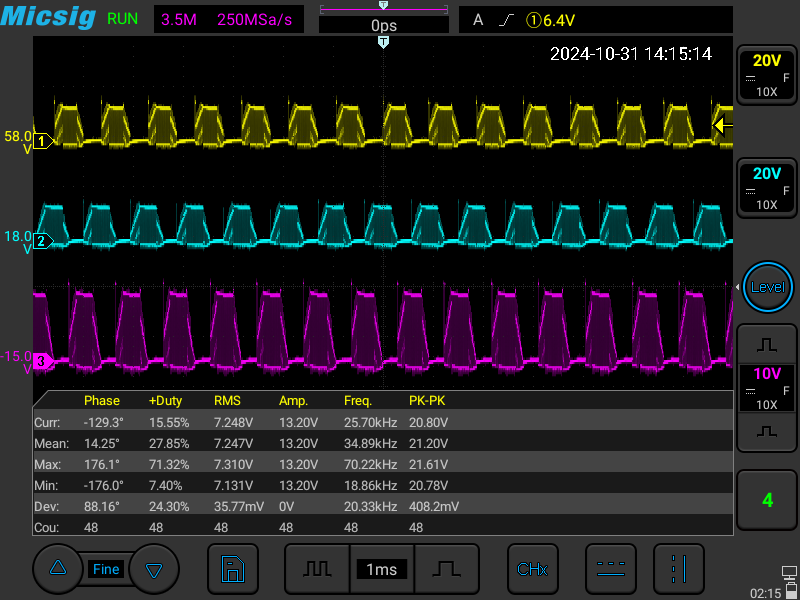 Micsig RUN 3.5M 250MSa/s 0ps A ①6.4V
T
T
2024-10-31 14:15:14
20V
F
10X
58.0 V 1
20V
F
10X
18.0 V 2
Level
-15.0 V 3
10V
F
10X
Phase +Duty RMS Amp. Freq. PK-PK
Curr: -129.3° 15.55% 7.248V 13.20V 25.70kHz 20.80V
Mean: 14.25° 27.85% 7.247V 13.20V 34.89kHz 21.20V
Max: 176.1° 71.32% 7.310V 13.20V 70.22kHz 21.61V
Min: -176.0° 7.40% 7.131V 13.20V 18.86kHz 20.78V
Dev: 88.16° 24.30% 35.77mV 0V 20.33kHz 408.2mV
Cou: 48 48 48 48 48 48
4
Fine 1ms CHx
02:15